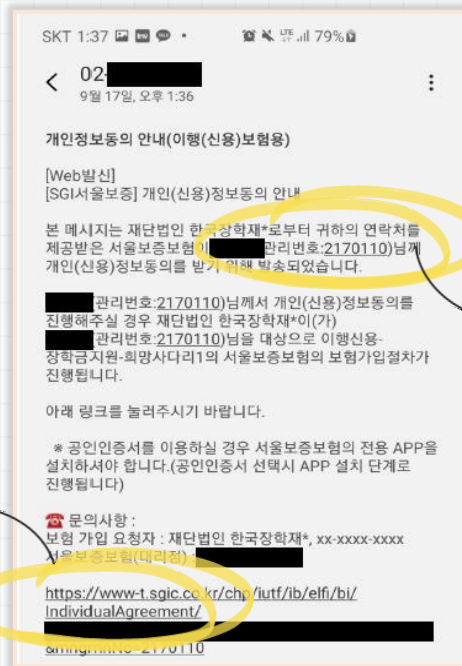 SKT 1:37
LTE 79%
02-
9월 17일, 오후 1:36
개인정보동의 안내(이행(신용)보험용)
[Web발신]
[SGI서울보증] 개인(신용)정보동의 안내
본 메시지는 재단법인 한국장학재*로부터 귀하의 연락처를
제공받은 서울보증보험이 관리번호:2170110)님께
개인(신용)정보동의를 받기 위해 발송되었습니다.
관리번호:2170110)님께서 개인(신용)정보동의를
진행해주실 경우 재단법인 한국장학재*이(가)
관리번호:2170110)님을 대상으로 이행신용-
장학금지원-희망사다리1의 서울보증보험의 보험가입절차가
진행됩니다.
아래 링크를 눌러주시기 바랍니다.
※ 공인인증서를 이용하실 경우 서울보증보험의 전용 APP을
설치하셔야 합니다.(공인인증서 선택시 APP 설치 단계로
진행됩니다)
☎ 문의사항 :
보험 가입 요청자 : 재단법인 한국장학재*, xx-xxxx-xxxx
서울보증보험(대리점) :
https://www-t.sgic.co.kr/chp/iutf/ib/elfi/bi/
IndividualAgreement/